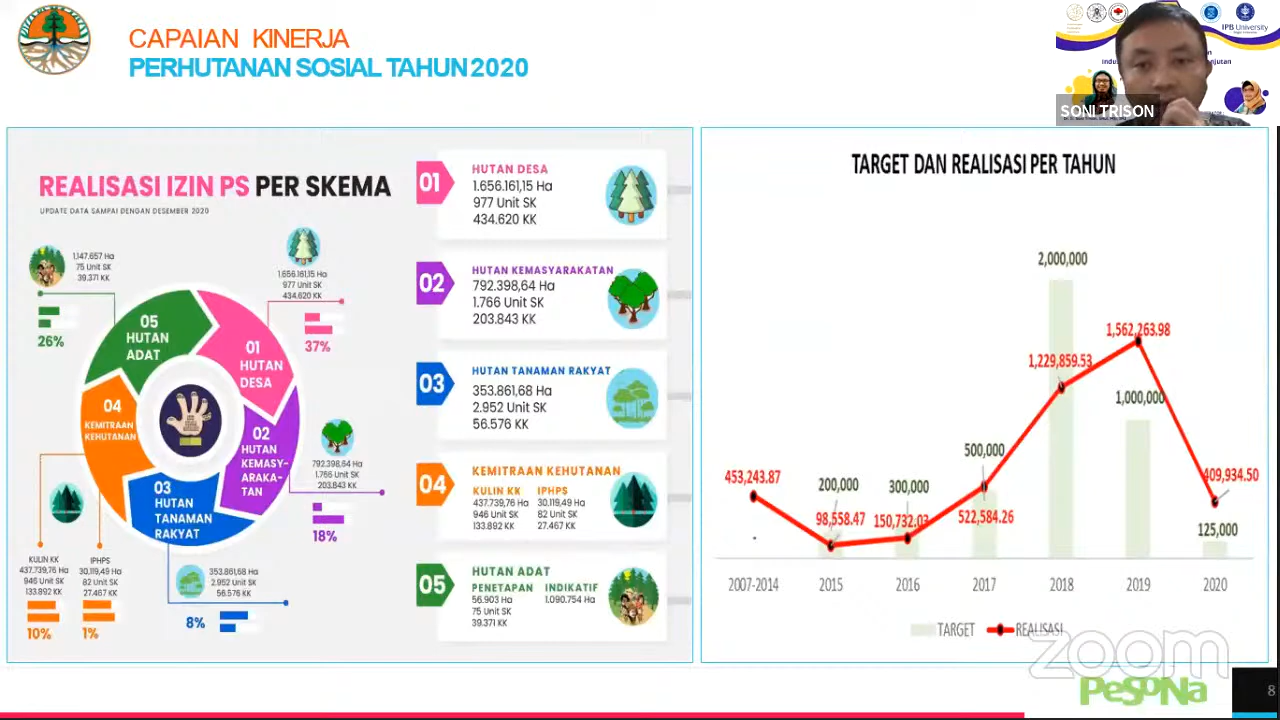 CAPAIAN KINERJA
PERHUTANAN SOSIAL TAHUN 2020
IPB University
SONI TRISON
REALISASI IZIN PS PER SKEMA
UPDATE DATA SAMPAI DENGAN DESEMBER 2020
1.147.657 Ha
75 Unit SK
39.371 KK
26%
1.656.161,15 Ha
977 Unit SK
434.620 KK
37%
05
HUTAN
ADAT
01
HUTAN
DESA
04
KEMITRAAN
KEHUTANAN
02
HUTAN
KEMASY-
ARAKA-
TAN
03
HUTAN
TANAMAN
RAKYAT
792.398,64 Ha
1.766 Unit SK
203.843 KK
18%
KULIN KK
437.739,76 Ha
946 Unit SK
133.892 KK
10%
IPHPS
30.119,49 Ha
82 Unit SK
27.467 KK
1%
353.861,68 Ha
2.952 Unit SK
56.576 KK
8%
01
HUTAN DESA
1.656.161,15 Ha
977 Unit SK
434.620 KK
02
HUTAN KEMASYARAKATAN
792.398,64 Ha
1.766 Unit SK
203.843 KK
03
HUTAN TANAMAN RAKYAT
353.861,68 Ha
2.952 Unit SK
56.576 KK
04
KEMITRAAN KEHUTANAN
KULIN KK
437.739,76 Ha
946 Unit SK
133.892 KK
IPHPS
30.119,49 Ha
82 Unit SK
27.467 KK
05
HUTAN ADAT
PENETAPAN
56.903 Ha
75 Unit SK
39.371 KK
INDIKATIF
1.090.754 Ha
TARGET DAN REALISASI PER TAHUN
2,000,000
1,562,263.98
1,229,859.53
1,000,000
500,000
453,243.87
200,000
300,000
409,934.50
98,558.47
150,732.03
522,584.26
125,000
2007-2014
2015
2016
2017
2018
2019
2020
TARGET
REALISASI
zoom
PeSoNa
8